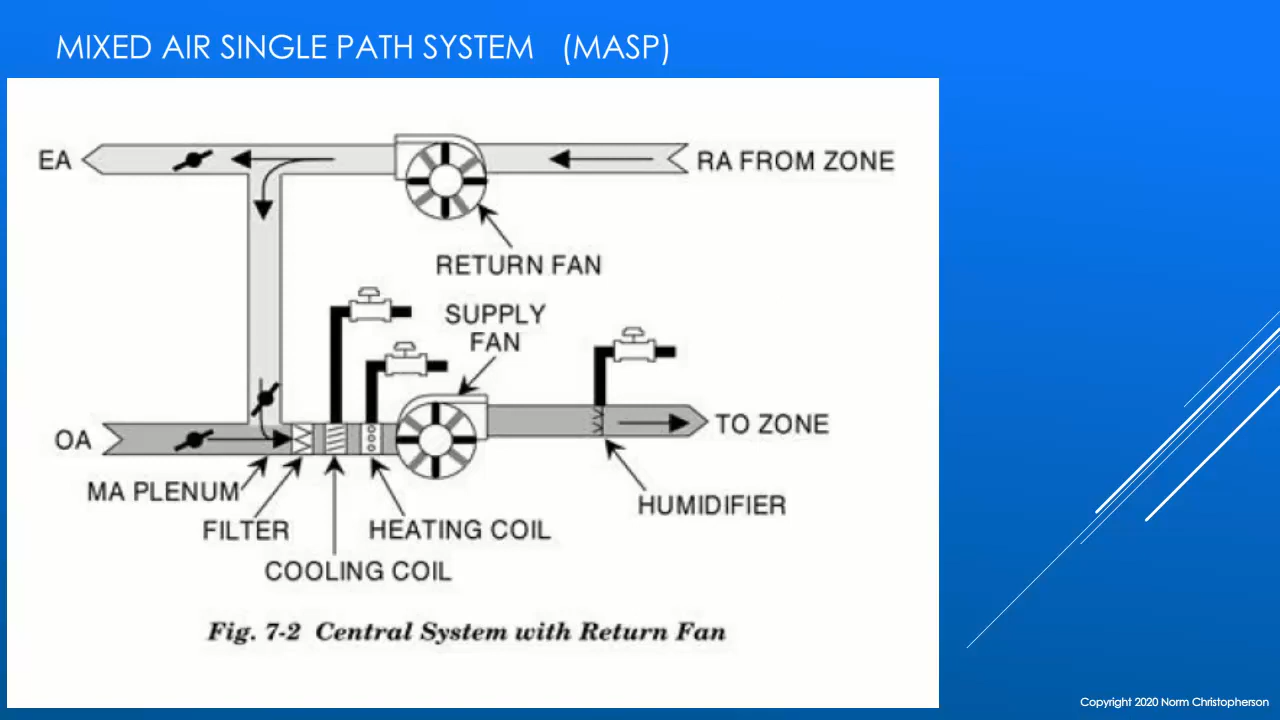 MIXED AIR SINGLE PATH SYSTEM (MASP)
EA
RA FROM ZONE
RETURN FAN
SUPPLY
FAN
OA
TO ZONE
MA PLENUM
HUMIDIFIER
FILTER
HEATING COIL
COOLING COIL
Fig. 7-2 Central System with Return Fan
Copyright 2020 Norm Christopherson